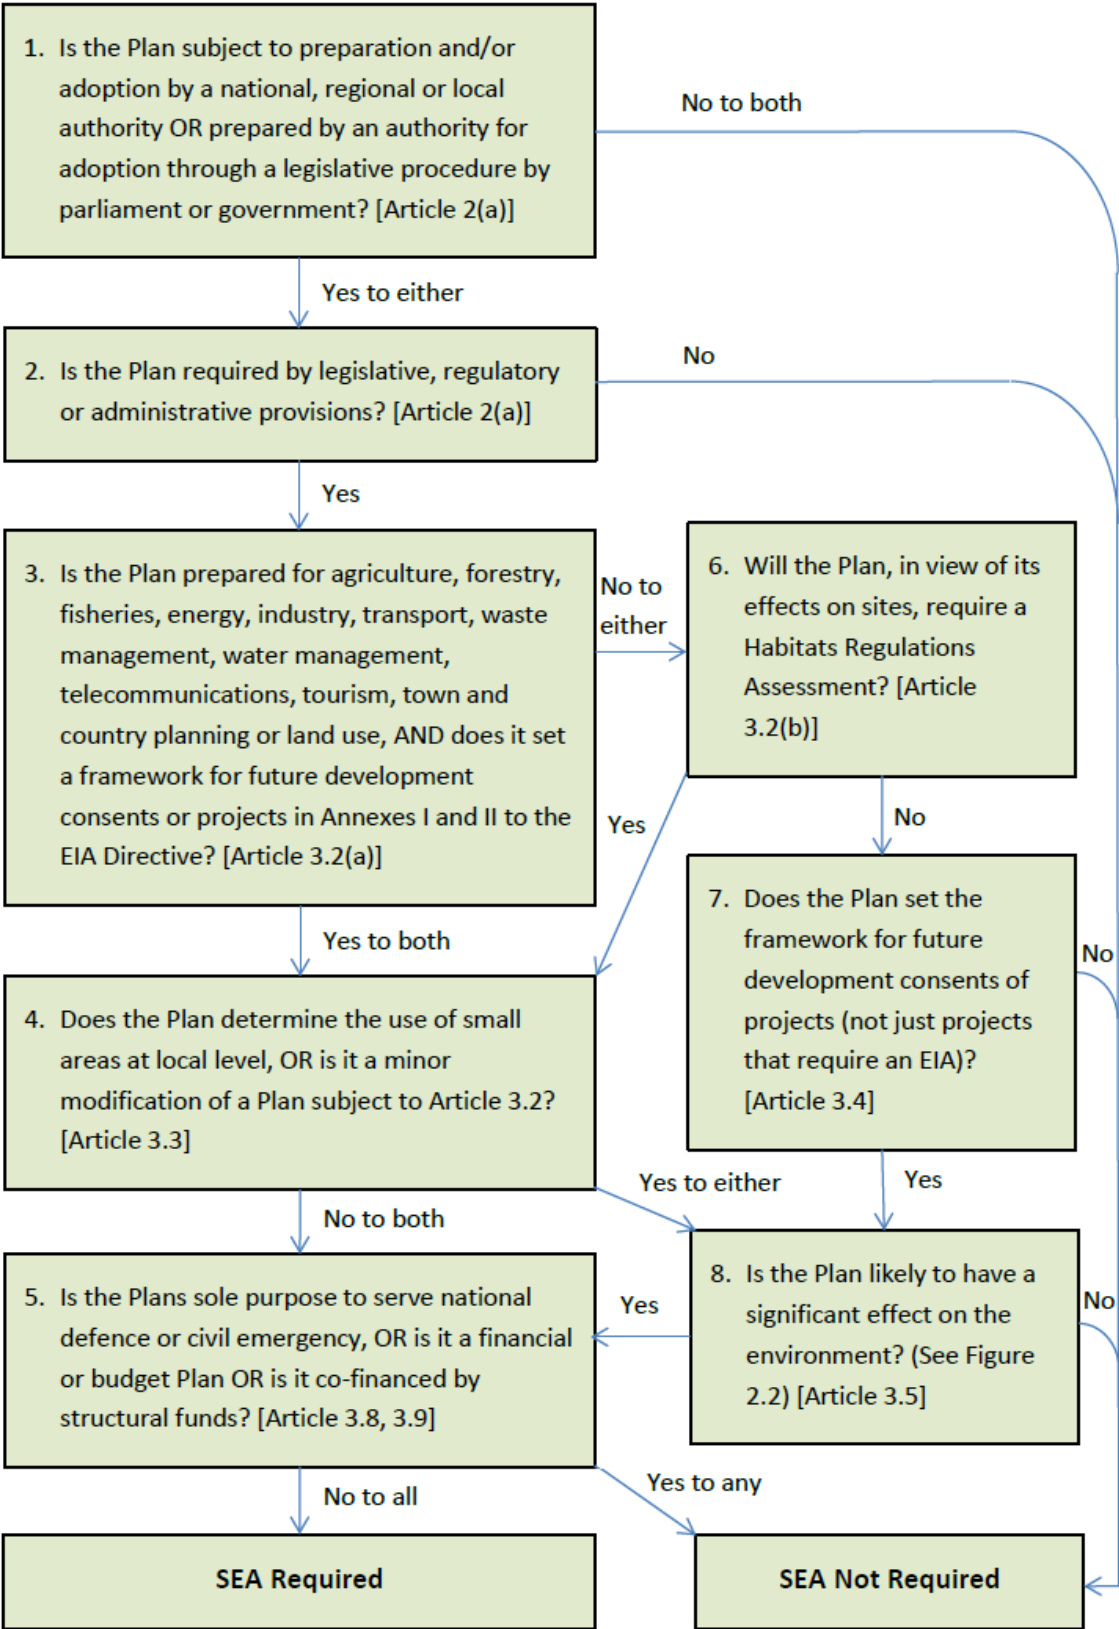 1. Is the Plan subject to preparation and/or
adoption by a national, regional or local
authority OR prepared by an authority for
adoption through a legislative procedure by
parliament or government? [Article 2(a)]
No to both
Yes to either
2. Is the Plan required by legislative, regulatory
or administrative provisions? [Article 2(a)]
No
Yes
3. Is the Plan prepared for agriculture, forestry,
fisheries, energy, industry, transport, waste
management, water management,
telecommunications, tourism, town and
country planning or land use, AND does it set
a framework for future development
consents or projects in Annexes I and II to the
EIA Directive? [Article 3.2(a)]
No to
either
6. Will the Plan, in view of its
effects on sites, require a
Habitats Regulations
Assessment? [Article
3.2(b)]
Yes
No
Yes to both
7. Does the Plan set the
framework for future
development consents of
projects (not just projects
that require an EIA)?
[Article 3.4]
No
4. Does the Plan determine the use of small
areas at local level, OR is it a minor
modification of a Plan subject to Article 3.2?
[Article 3.3]
Yes to either
Yes
No to both
5. Is the Plans sole purpose to serve national
defence or civil emergency, OR is it a financial
or budget Plan OR is it co-financed by
structural funds? [Article 3.8, 3.9]
Yes
8. Is the Plan likely to have a
significant effect on the
environment? (See Figure
2.2) [Article 3.5]
No
No to all
Yes to any
SEA Required
SEA Not Required